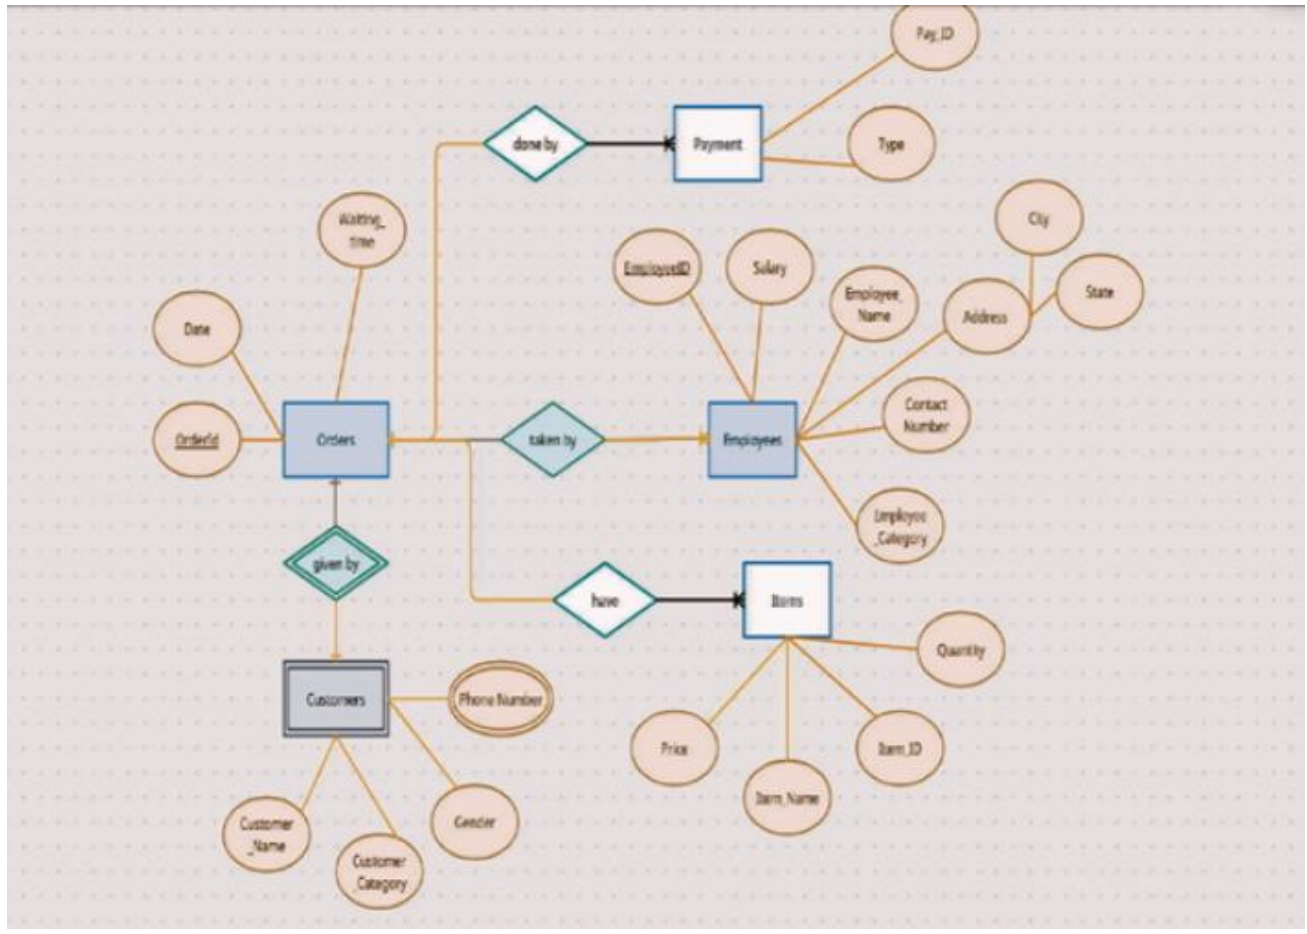 Pay_ID
done by
Payment
Type
Waiting_
time
City
EmployeeID
Salary
Employee_
Name
Address
State
Date
Contact
Number
OrderId
Orders
taken by
Employees
Employee
_Category
given by
have
Items
Quantity
Customers
Phone Number
Price
Item_ID
Item_Name
Customer
_Name
Gender
Customer
_Category